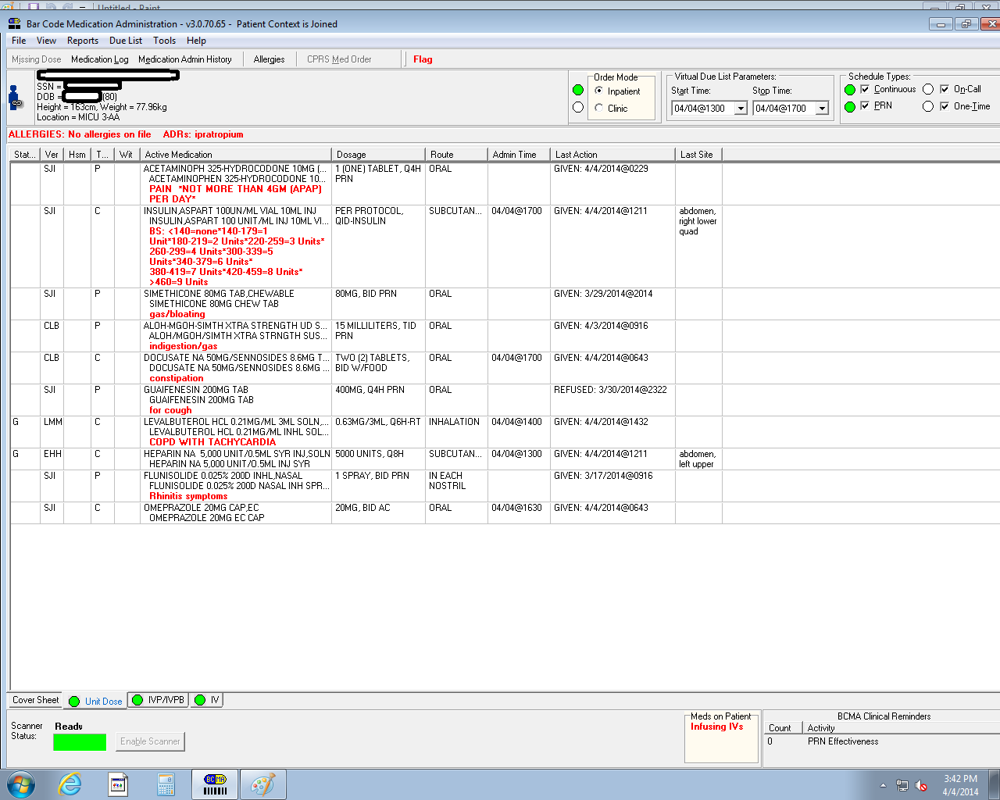 Untitled - Paint
Bar Code Medication Administration - v3.0.70.65 - Patient Context is Joined
File View Reports Due List Tools Help
Missing Dose Medication Log Medication Admin History Allergies CPRS Med Order Flag
SSN =
DOB = (80)
Height = 163cm, Weight = 77.96kg
Location = MICU 3-AA
Order Mode
Inpatient
Clinic
Virtual Due List Parameters:
Start Time: Stop Time:
04/04@1300 04/04@1700
Schedule Types:
Continuous On-Call
PRN One-Time
ALLERGIES: No allergies on file ADRs: ipratropium
Stat... Ver Hsm T... Wit Active Medication Dosage Route Admin Time Last Action Last Site
SJI P ACETAMINOPH 325-HYDROCODONE 10MG (... 1 (ONE) TABLET, Q4H ORAL GIVEN: 4/4/2014@0229
ACETAMINOPHEN 325-HYDROCODONE 10... PRN
PAIN *NOT MORE THAN 4GM (APAP)
PER DAY*
SJI C INSULIN,ASPART 100UN/ML VIAL 10ML INJ PER PROTOCOL, SUBCUTAN... 04/04@1700 GIVEN: 4/4/2014@1211 abdomen,
INSULIN,ASPART 100 UNIT/ML INJ 10ML VI... QID-INSULIN right lower
BS: <140=none*140-179=1 quad
Unit*180-219=2 Units*220-259=3 Units*
260-299=4 Units*300-339=5
Units*340-379=6 Units*
380-419=7 Units*420-459=8 Units*
>460=9 Units
SJI P SIMETHICONE 80MG TAB,CHEWABLE 80MG, BID PRN ORAL GIVEN: 3/29/2014@2014
SIMETHICONE 80MG CHEW TAB
gas/bloating
CLB P ALOH-MGOH-SIMTH XTRA STRENGTH UD S... 15 MILLILITERS, TID ORAL GIVEN: 4/3/2014@0916
ALOH/MGOH/SIMTH XTRA STRNGTH SUS... PRN
indigestion/gas
CLB C DOCUSATE NA 50MG/SENNOSIDES 8.6MG T... TWO (2) TABLETS, ORAL 04/04@1700 GIVEN: 4/4/2014@0643
DOCUSATE NA 50MG/SENNOSIDES 8.6MG ... BID W/FOOD
constipation
SJI P GUAIFENESIN 200MG TAB 400MG, Q4H PRN ORAL REFUSED: 3/30/2014@2322
GUAIFENESIN 200MG TAB
for cough
G LMM C LEVALBUTEROL HCL 0.21MG/ML 3ML SOLN,... 0.63MG/3ML, Q6H-RT INHALATION 04/04@1400 GIVEN: 4/4/2014@1432
LEVALBUTEROL HCL 0.21MG/ML INHL SOL...
COPD WITH TACHYCARDIA
G EHH C HEPARIN NA 5,000 UNIT/0.5ML SYR INJ,SOLN 5000 UNITS, Q8H SUBCUTAN... 04/04@1300 GIVEN: 4/4/2014@1211 abdomen,
HEPARIN NA 5,000 UNIT/0.5ML INJ SYR left upper
SJI P FLUNISOLIDE 0.025% 200D INHL,NASAL 1 SPRAY, BID PRN IN EACH GIVEN: 3/17/2014@0916
FLUNISOLIDE 0.025% 200D NASAL INH SPR... NOSTRIL
Rhinitis symptoms
SJI C OMEPRAZOLE 20MG CAP,EC 20MG, BID AC ORAL 04/04@1630 GIVEN: 4/4/2014@0643
OMEPRAZOLE 20MG EC CAP
Cover Sheet Unit Dose IVP/IVPB IV
Scanner Status: Ready
Enable Scanner
Meds on Patient
Infusing IVs
BCMA Clinical Reminders
Count Activity
0 PRN Effectiveness
BCMA
3:42 PM
4/4/2014